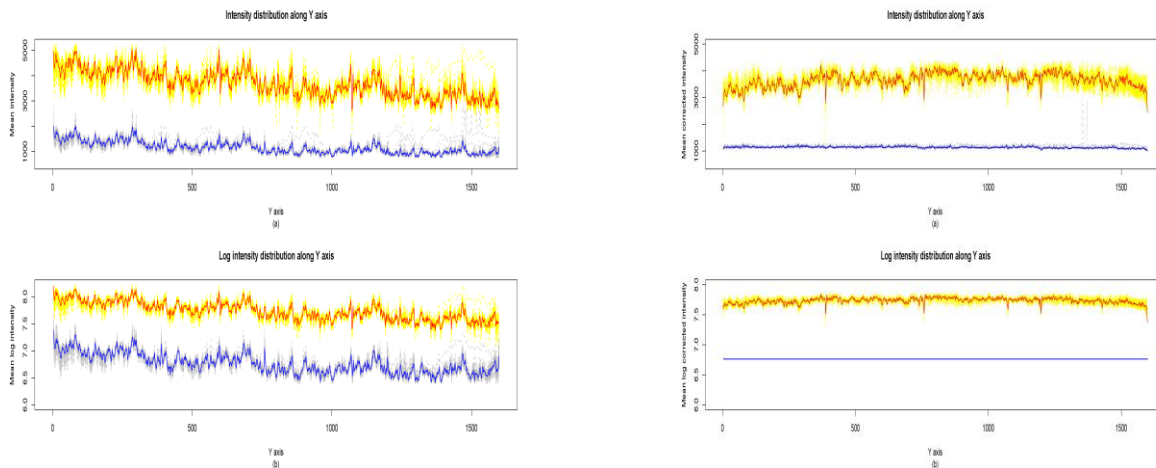 Intensity distribution along Y axis
Mean intensity
5000
3000
1000
0
500
1000
1500
Y axis
(a)
Intensity distribution along Y axis
Mean corrected intensity
5000
3000
1000
0
500
1000
1500
Y axis
(a)
Log intensity distribution along Y axis
Mean log intensity
8.0
7.5
7.0
6.5
6.0
0
500
1000
1500
Y axis
(b)
Log intensity distribution along Y axis
Mean log corrected intensity
8.0
7.5
7.0
6.5
6.0
0
500
1000
1500
Y axis
(b)